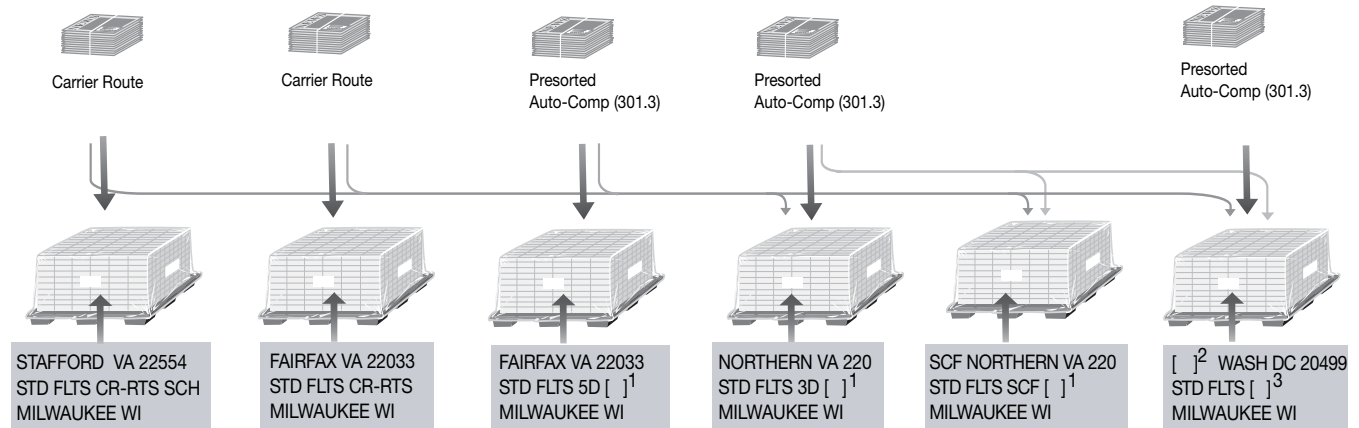 Carrier Route
Carrier Route
Presorted
Auto-Comp (301.3)
Presorted
Auto-Comp (301.3)
Presorted
Auto-Comp (301.3)
STAFFORD VA 22554
STD FLTS CR-RTS SCH
MILWAUKEE WI
FAIRFAX VA 22033
STD FLTS CR-RTS
MILWAUKEE WI
FAIRFAX VA 22033
STD FLTS 5D [ ]1
MILWAUKEE WI
NORTHERN VA 220
STD FLTS 3D [ ]1
MILWAUKEE WI
SCF NORTHERN VA 220
STD FLTS SCF [ ]1
MILWAUKEE WI
[ ]2 WASH DC 20499
STD FLTS [ ]3
MILWAUKEE WI